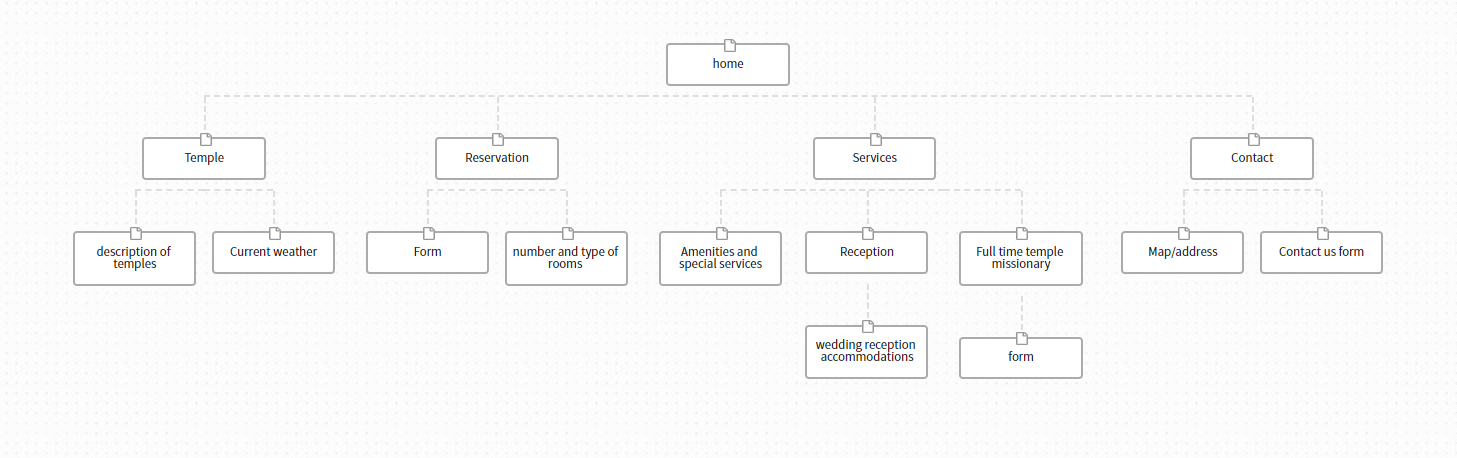 home
Temple
Reservation
Services
Contact
description of
temples
Current weather
Form
number and type of
rooms
Amenities and
special services
Reception
Full time temple
missionary
Map/address
Contact us form
wedding reception
accommodations
form